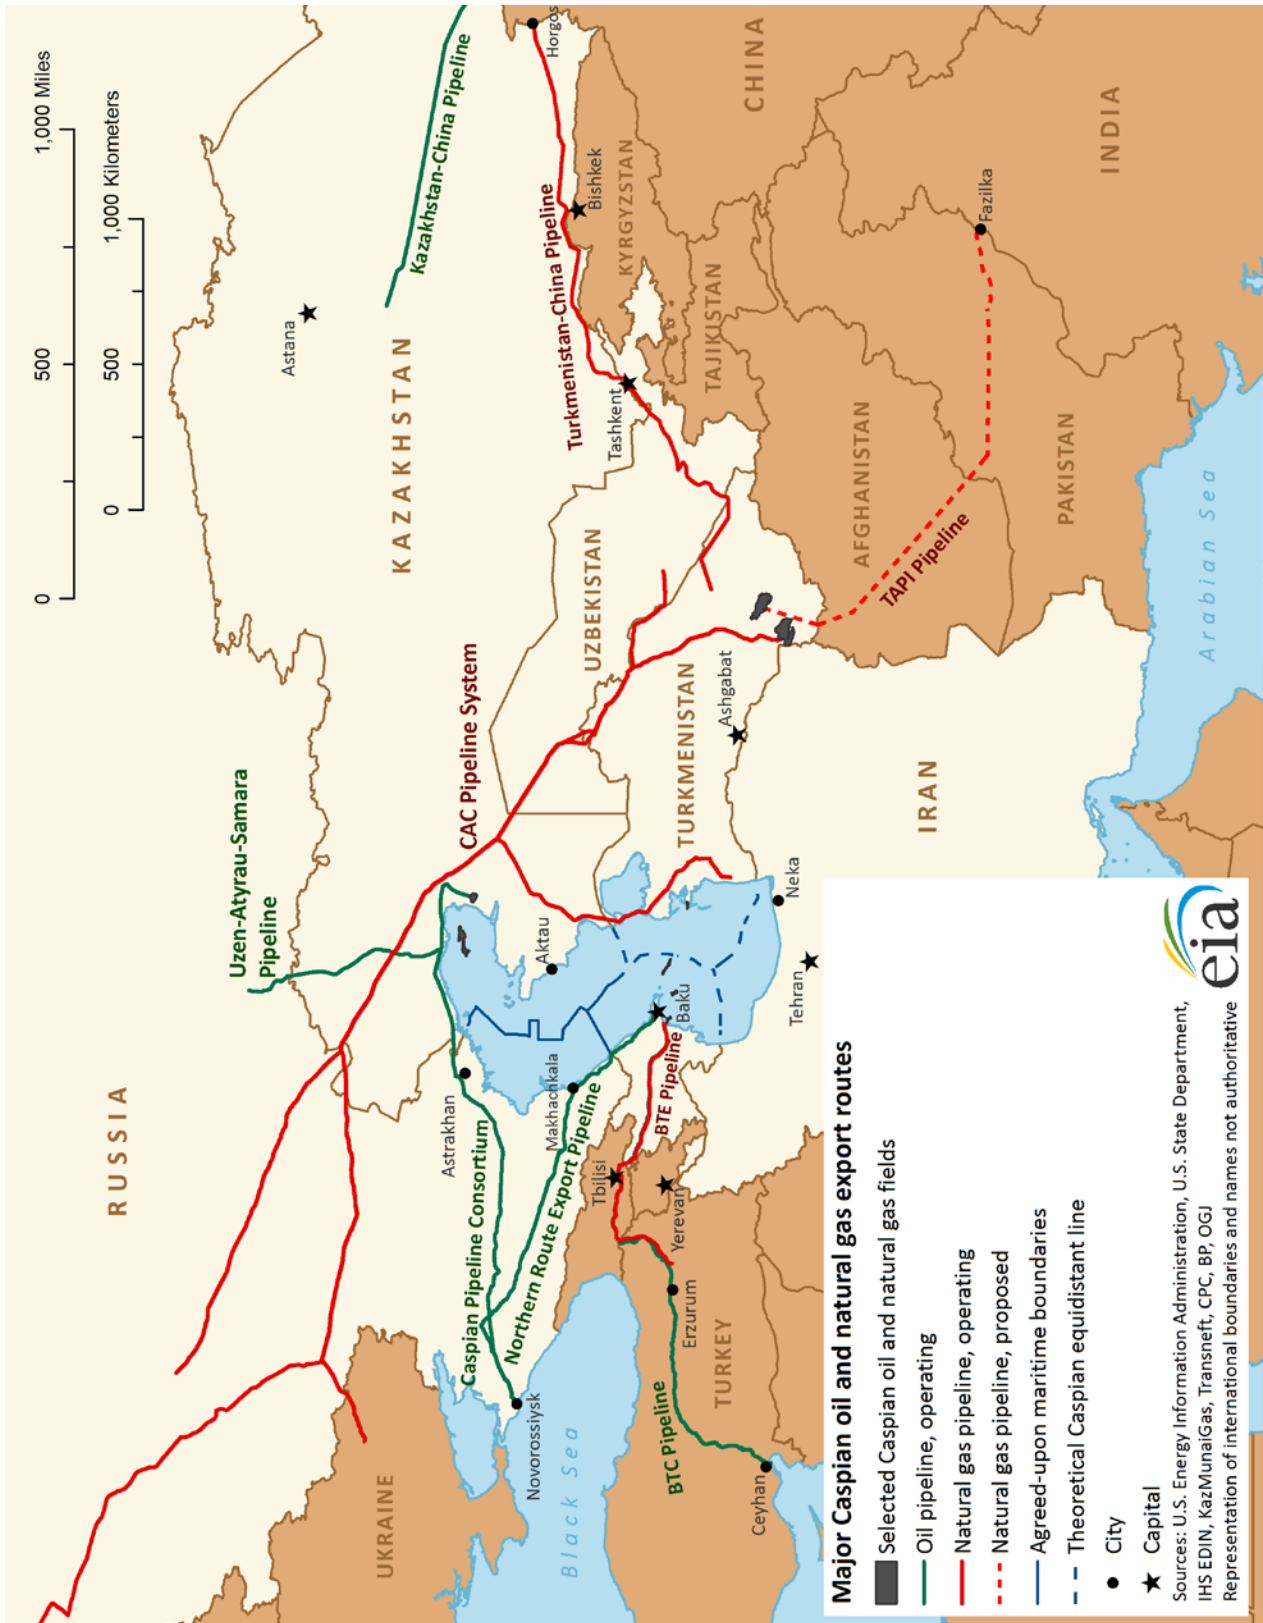 RUSSIA
UKRAINE
Black Sea
TURKEY
KAZAKHSTAN
UZBEKISTAN
TURKMENISTAN
IRAN
KYRGYZSTAN
TAJIKISTAN
AFGHANISTAN
PAKISTAN
CHINA
INDIA
Arabian Sea
0
500
1,000 Miles
0
500
1,000 Kilometers
Uzen-Atyrau-Samara
Pipeline
CAC Pipeline System
Kazakhstan-China Pipeline
Turkmenistan-China Pipeline
TAPI Pipeline
Caspian Pipeline Consortium
Northern Route Export Pipeline
BTE Pipeline
BTC Pipeline
Astana
Horgos
Bishkek
Tashkent
Fazilka
Ashgabat
Neka
Tehran
Aktau
Baku
Astrakhan
Makhachkala
Tbilisi
Yerevan
Erzurum
Novorossiysk
Ceyhan
Major Caspian oil and natural gas export routes
Selected Caspian oil and natural gas fields
Oil pipeline, operating
Natural gas pipeline, operating
Natural gas pipeline, proposed
Agreed-upon maritime boundaries
Theoretical Caspian equidistant line
City
Capital
Sources: U.S. Energy Information Administration, U.S. State Department,
IHS EDIN, KazMunaiGas, Transneft, CPC, BP, OGJ
Representation of international boundaries and names not authoritative
eia